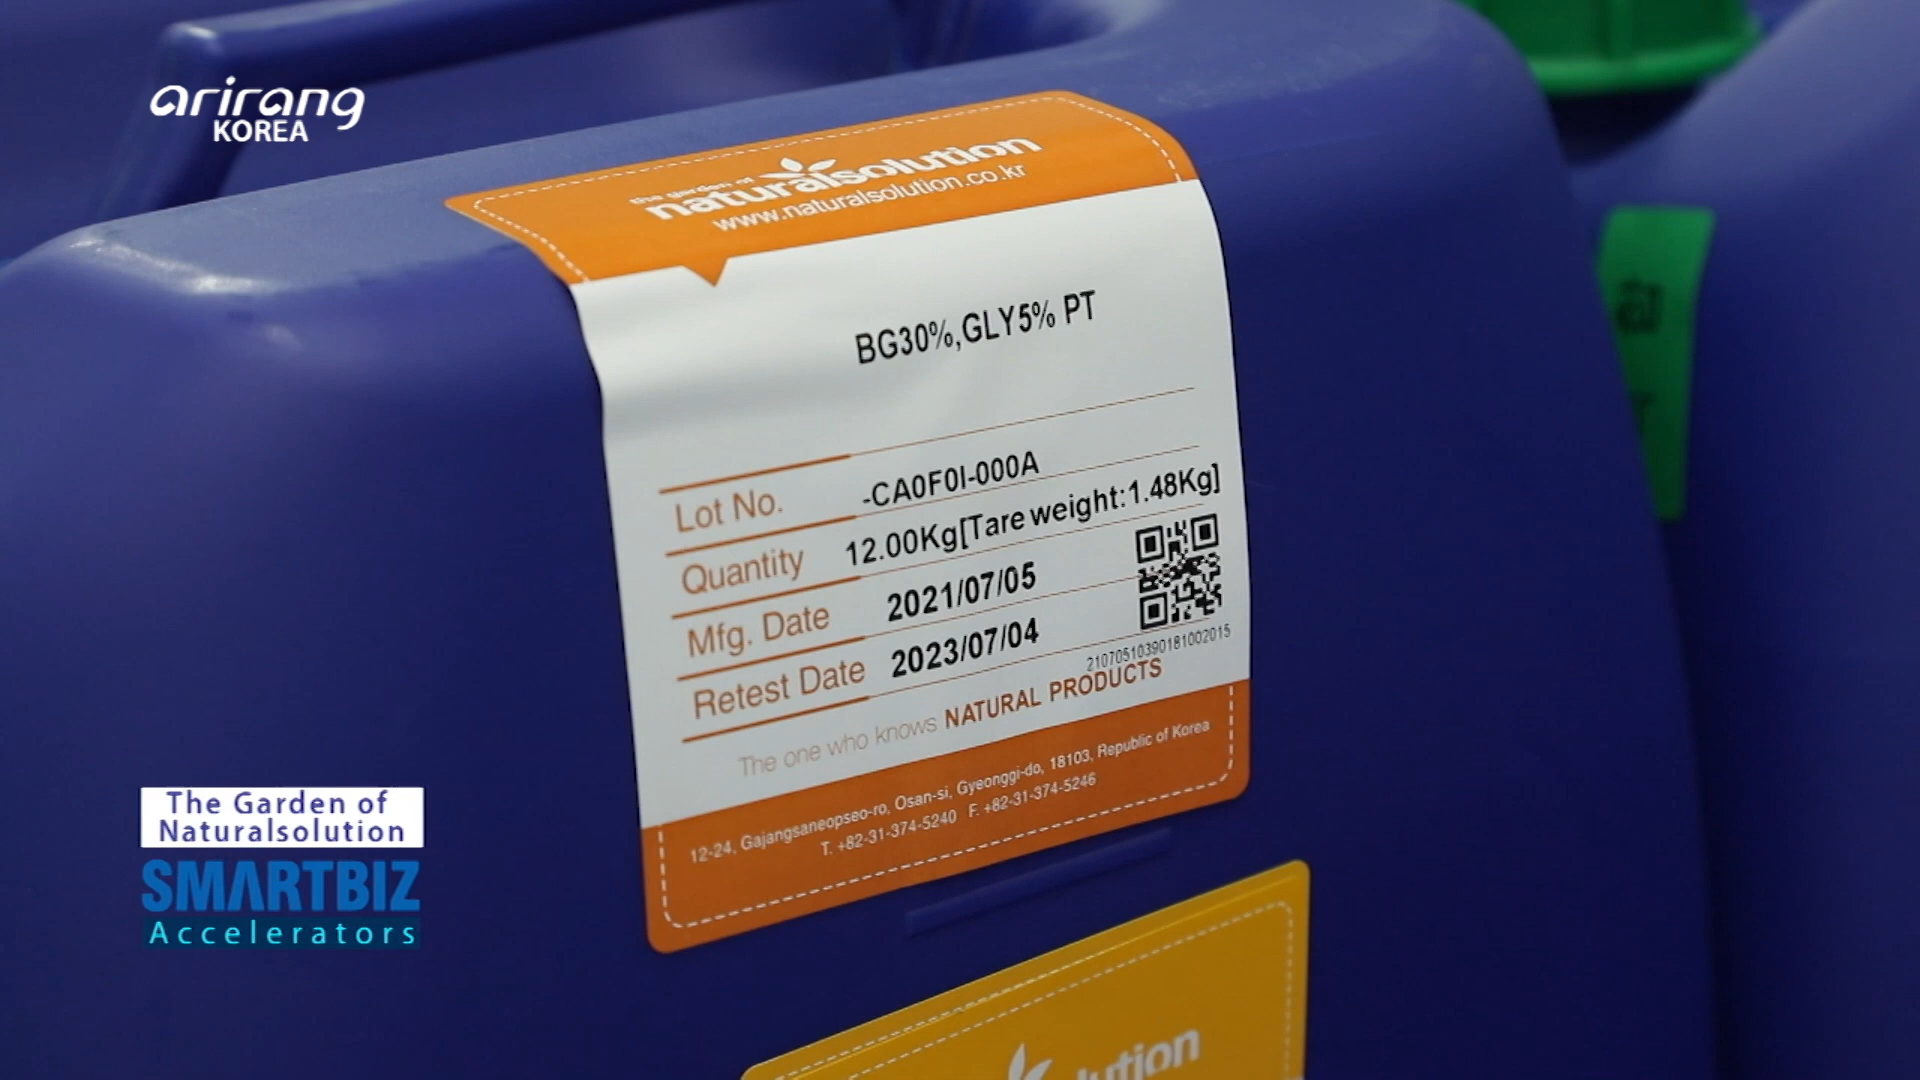 arirang
KOREA
the garden of
naturalsolution
www.naturalsolution.co.kr
BG30%,GLY5% PT
Lot No. -CA0F0I-000A
Quantity 12.00Kg[Tare weight:1.48Kg]
Mfg. Date 2021/07/05
Retest Date 2023/07/04
21070510390181002015
The one who knows NATURAL PRODUCTS
12-24, Gajangsaneopseo-ro, Osan-si, Gyeonggi-do, 18103, Republic of Korea
T. +82-31-374-5240 F. +82-31-374-5246
The Garden of
Naturalsolution
SMARTBIZ
Accelerators
lution